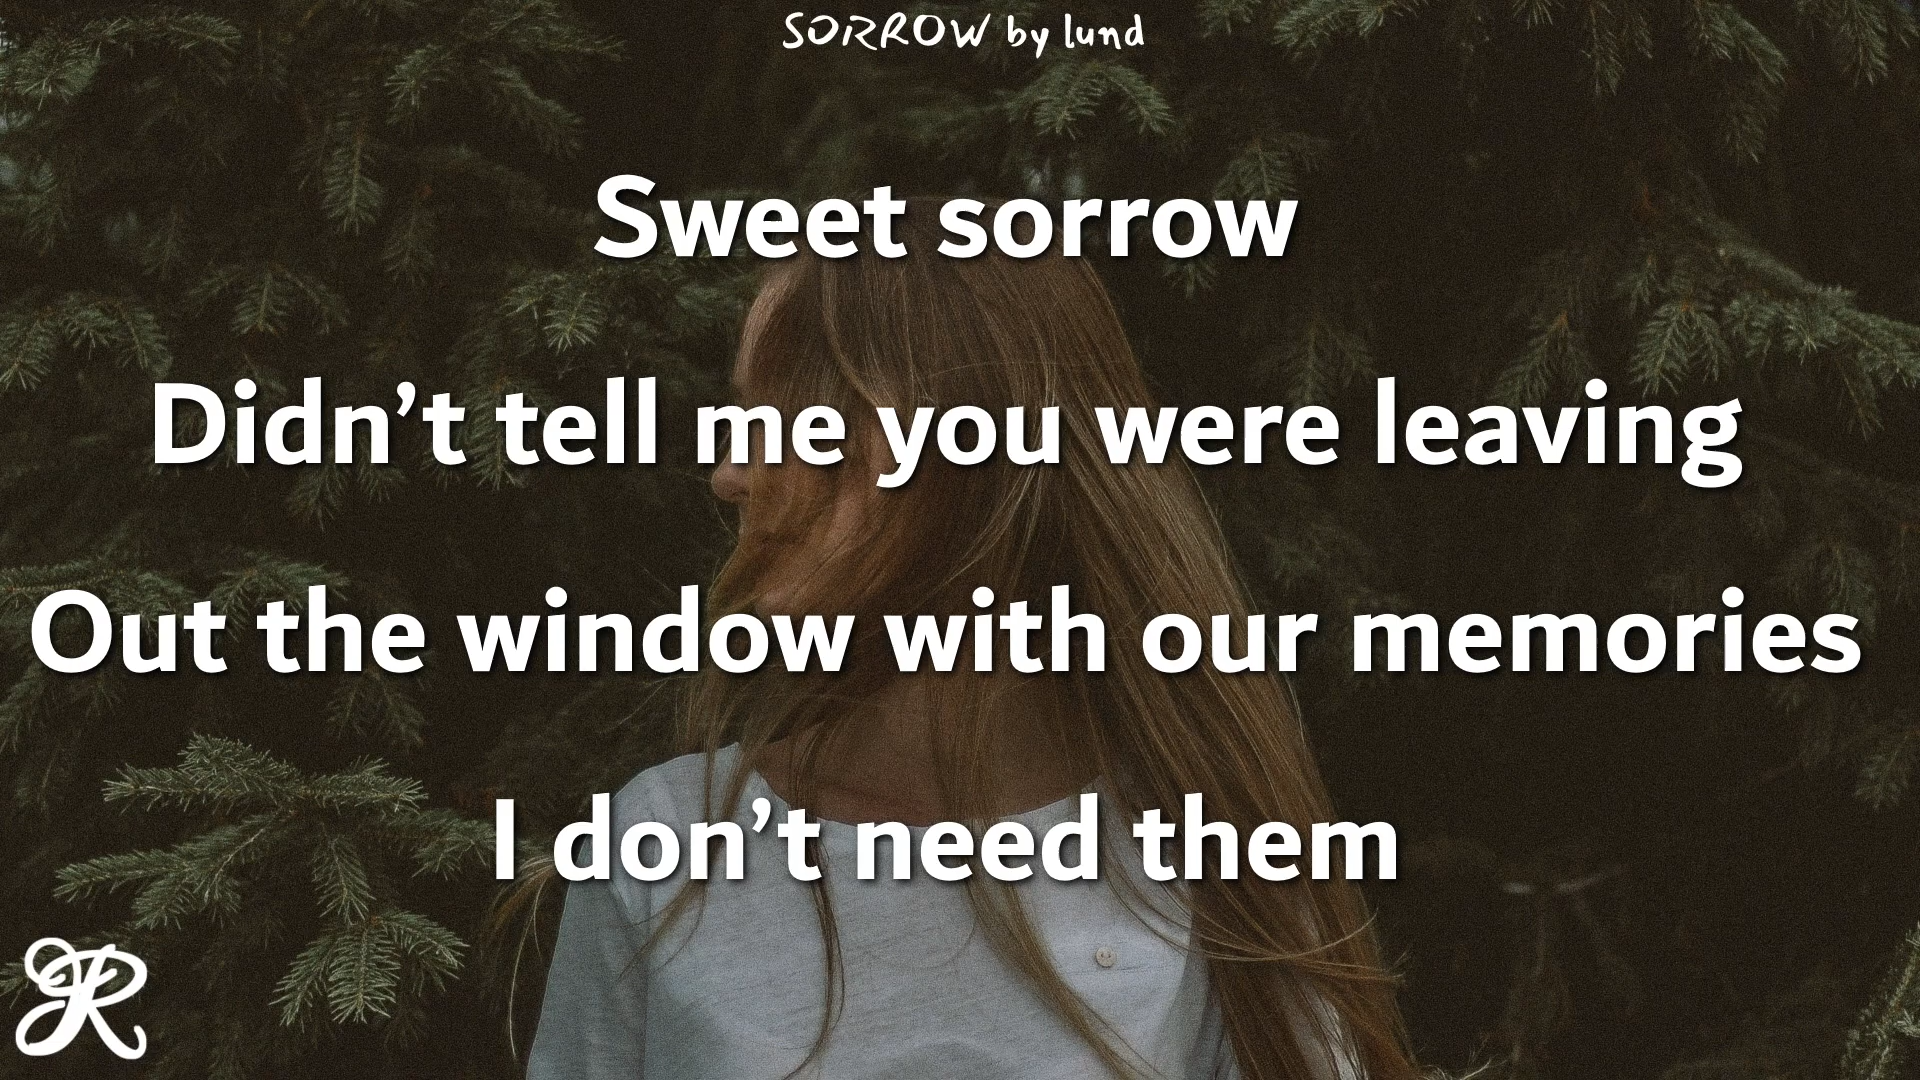 SORROW by lund
Sweet sorrow
Didn’t tell me you were leaving
Out the window with our memories
I don’t need them
R